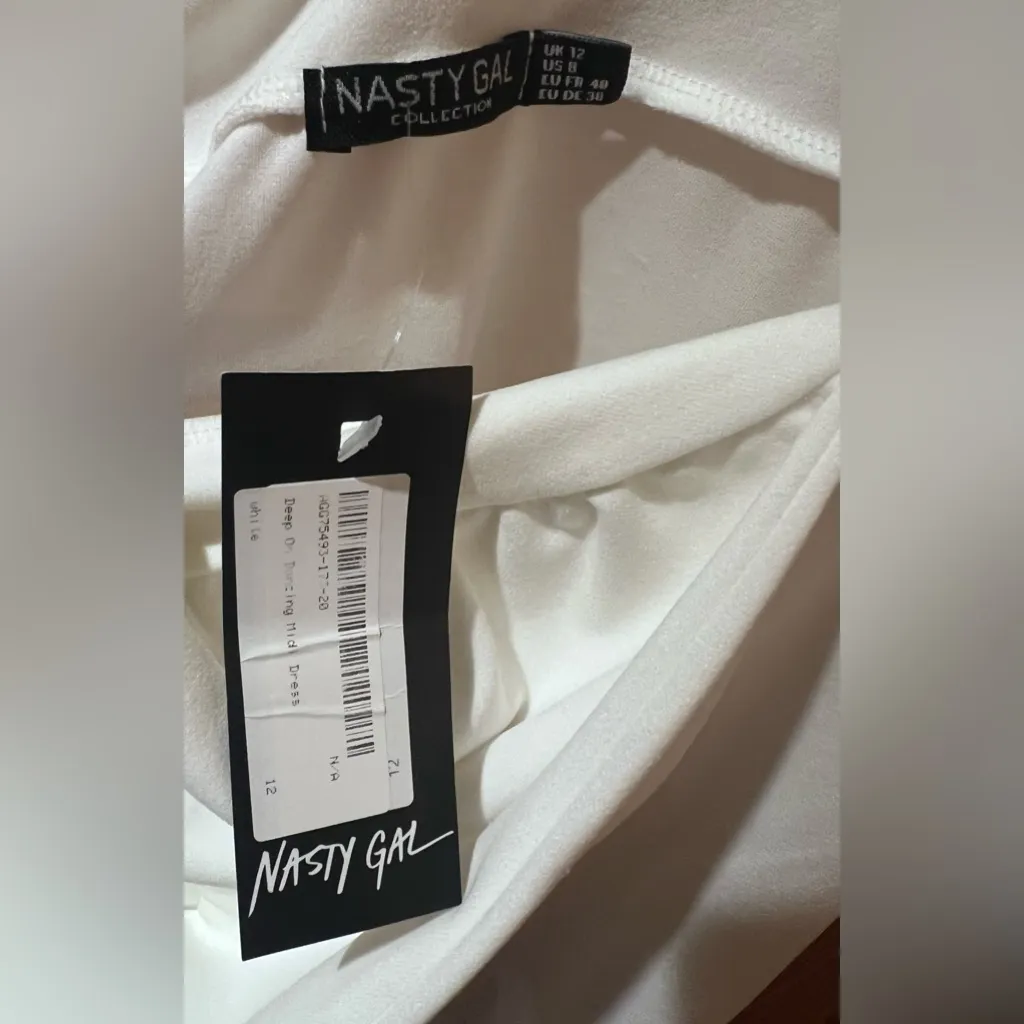 NASTY GAL
COLLECTION
UK 12
US 8
EU FR 40
EU DE 38
Deep On Dancing Midi Dress
white
12
N/A
NASTY GAL